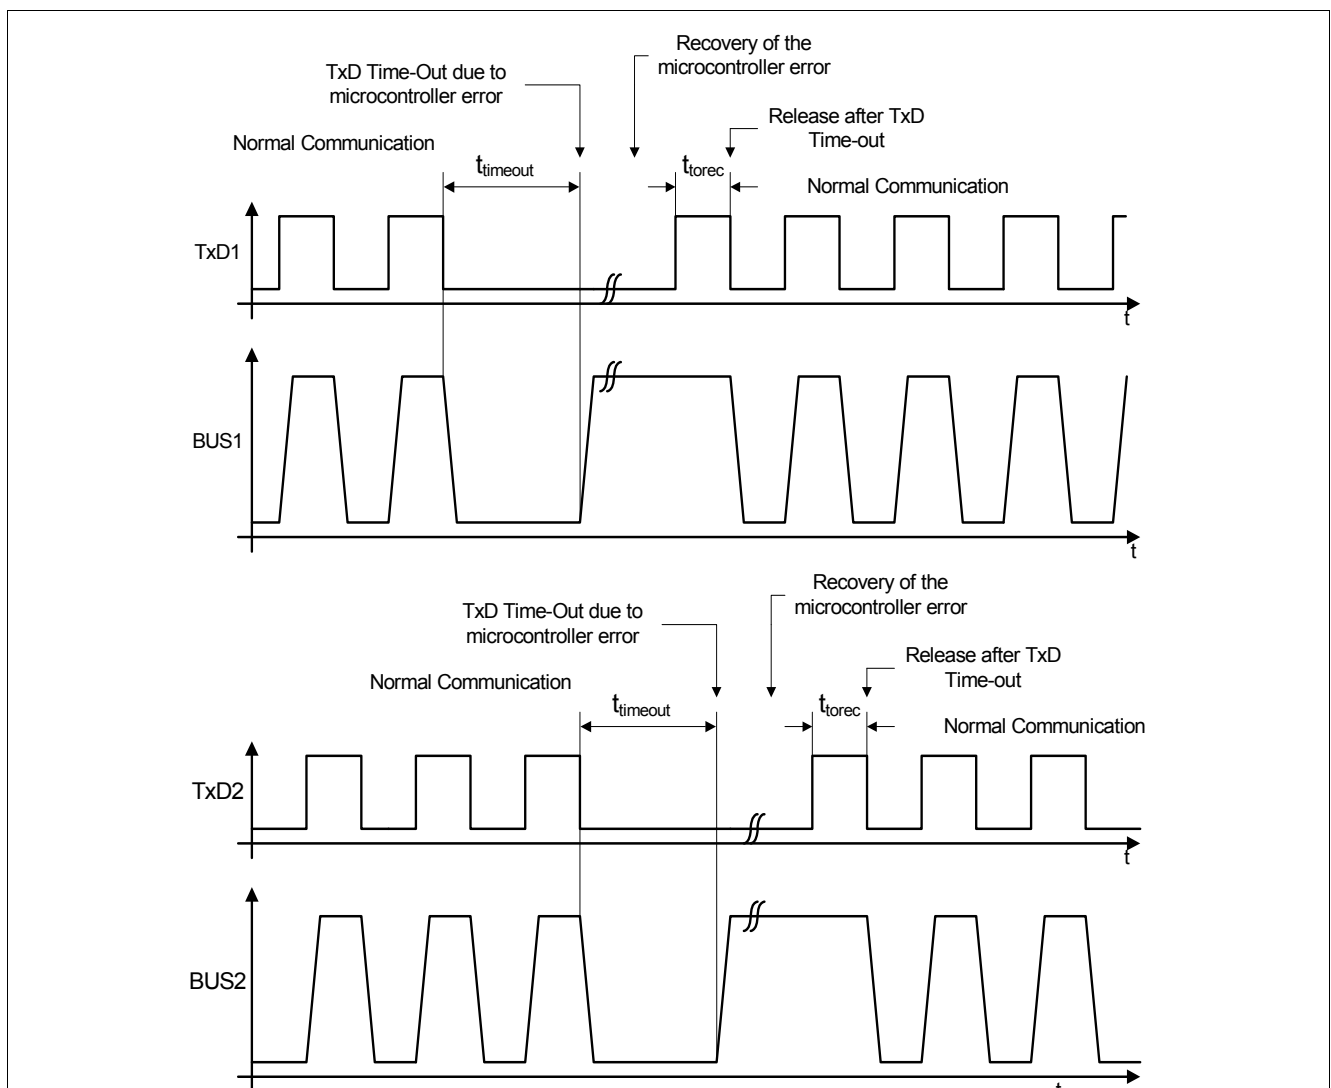 Recovery of the
microcontroller error
TxD Time-Out due to
microcontroller error
Release after TxD
Time-out
Normal Communication
ttimeout
ttorec
Normal Communication
TxD1
t
BUS1
t
Recovery of the
microcontroller error
TxD Time-Out due to
microcontroller error
Release after TxD
Time-out
Normal Communication
ttimeout
ttorec
Normal Communication
TxD2
t
BUS2
t